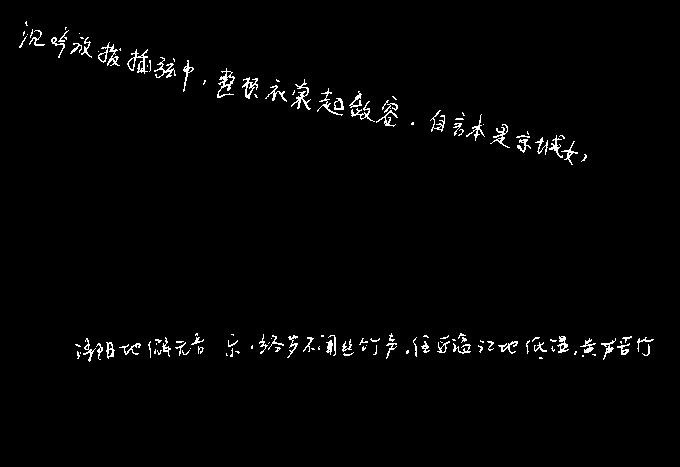 沉吟放拨插弦中，整顿衣裳起敛容．自言本是京城女，
浔阳地僻无音乐，终岁不闻丝竹声．住近湓江地低湿，黄芦苦竹